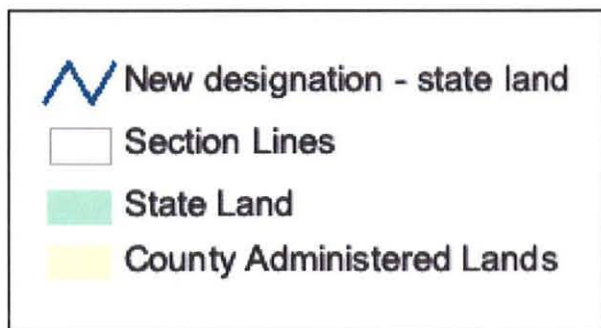 New designation - state land
Section Lines
State Land
County Administered Lands